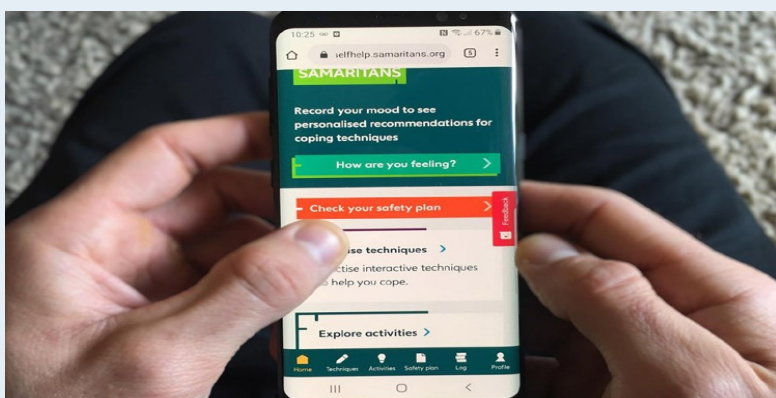 10:25
67%
selfhelp.samaritans.org
5
SAMARITANS
Record your mood to see
personalised recommendations for
coping techniques
How are you feeling?
Check your safety plan
Feedback
techniques
interactive techniques
help you cope.
Explore activities
Home Techniques Activities Safety plan Log Profile